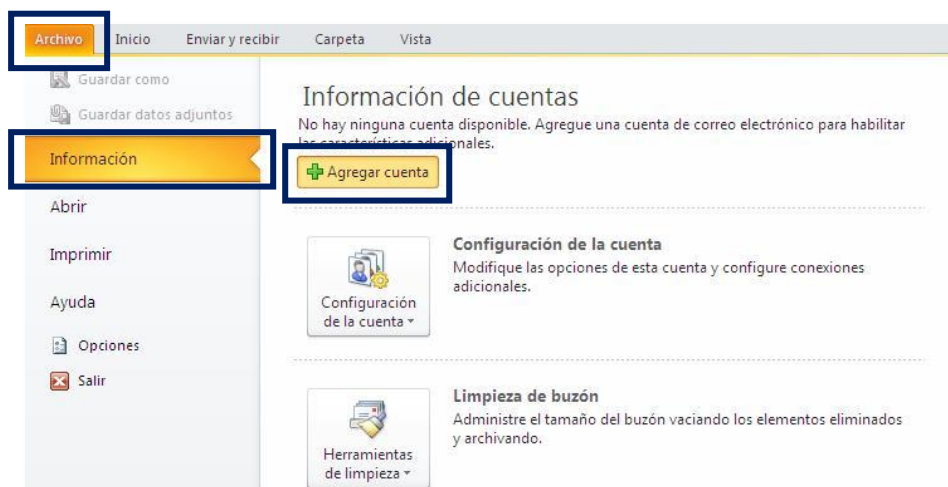 Archivo Inicio Enviar y recibir Carpeta Vista
Guardar como
Guardar datos adjuntos
Información
Abrir
Imprimir
Ayuda
Opciones
Salir
Información de cuentas
No hay ninguna cuenta disponible. Agregue una cuenta de correo electrónico para habilitar
las características adicionales.
Agregar cuenta
Configuración
de la cuenta
Configuración de la cuenta
Modifique las opciones de esta cuenta y configure conexiones
adicionales.
Herramientas
de limpieza
Limpieza de buzón
Administre el tamaño del buzón vaciando los elementos eliminados
y archivando.